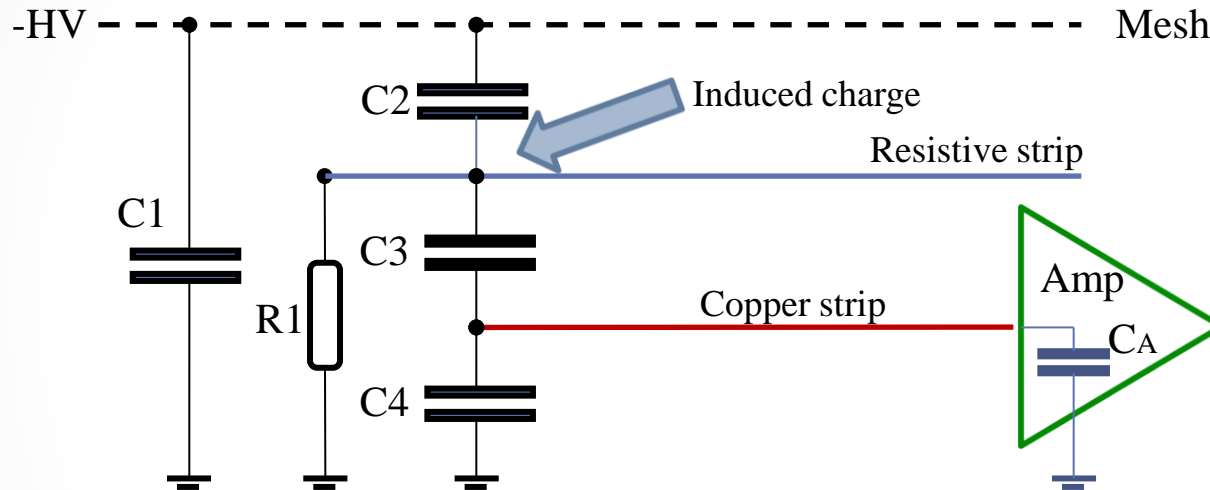 -HV
Mesh
C2
Induced charge
Resistive strip
C1
C3
R1
Copper strip
Amp
CA
C4